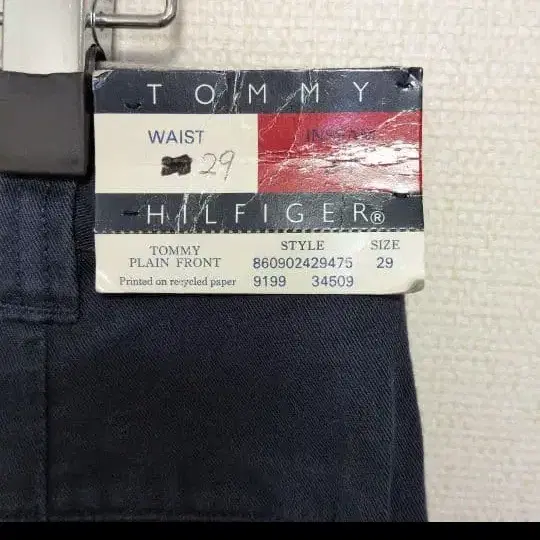 TOMMY
WAIST INSEAM
29
HILFIGER®
TOMMY STYLE SIZE
PLAIN FRONT 860902429475 29
Printed on recycled paper 9199 34509